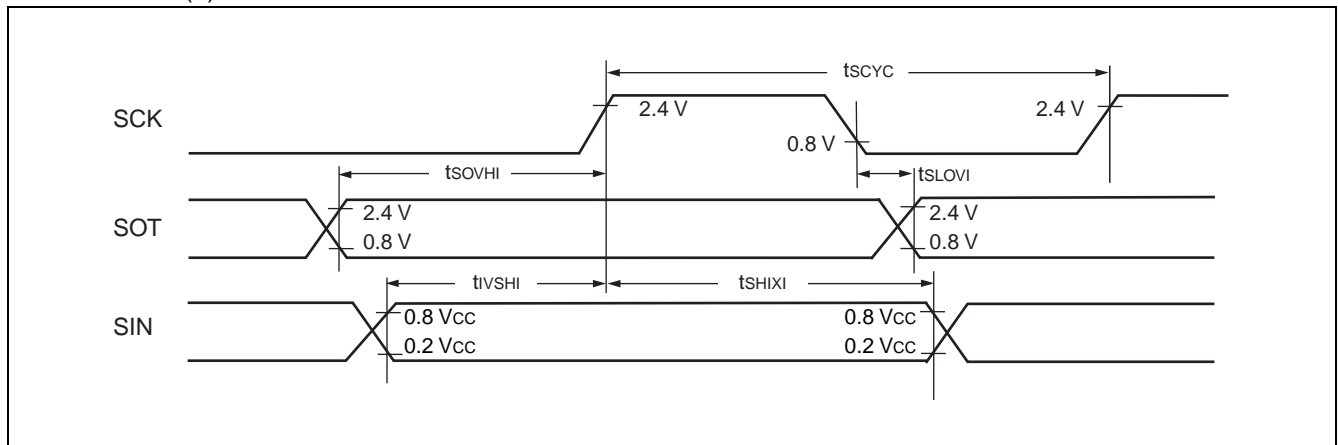 tSCYC
SCK
2.4 V
2.4 V
0.8 V
tSOVHI
tSLOVI
SOT
2.4 V
2.4 V
0.8 V
0.8 V
tIVSHI
tSHIXI
SIN
0.8 VCC
0.8 VCC
0.2 VCC
0.2 VCC